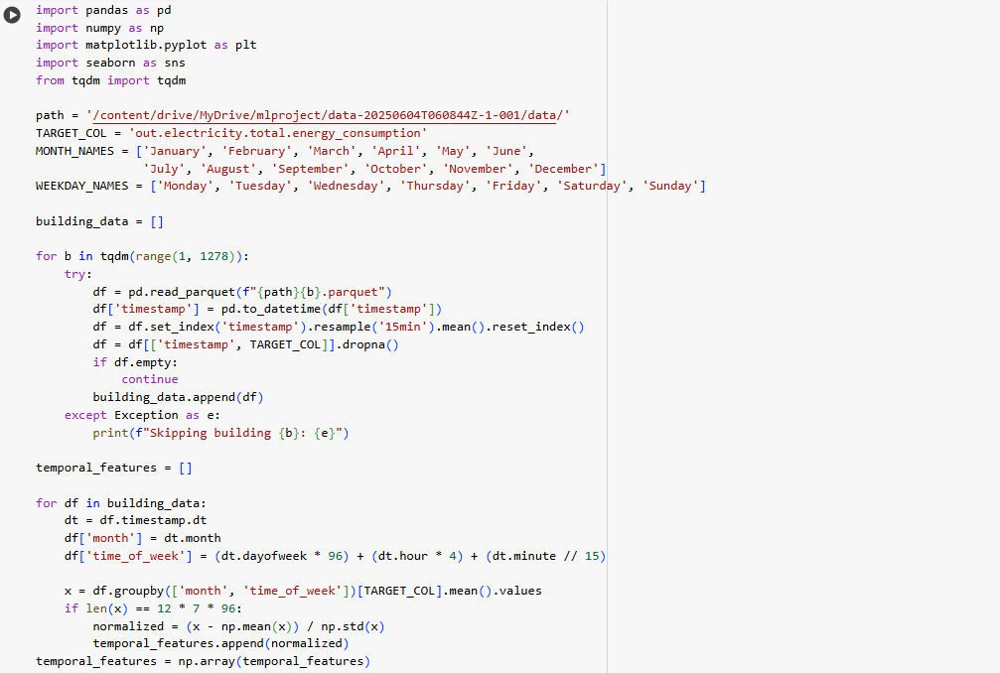 import pandas as pd
import numpy as np
import matplotlib.pyplot as plt
import seaborn as sns
from tqdm import tqdm

path = '/content/drive/MyDrive/mlproject/data-20250604T060844Z-1-001/data/'
TARGET_COL = 'out.electricity.total.energy_consumption'
MONTH_NAMES = ['January', 'February', 'March', 'April', 'May', 'June',
               'July', 'August', 'September', 'October', 'November', 'December']
WEEKDAY_NAMES = ['Monday', 'Tuesday', 'Wednesday', 'Thursday', 'Friday', 'Saturday', 'Sunday']

building_data = []

for b in tqdm(range(1, 1278)):
    try:
        df = pd.read_parquet(f"{path}{b}.parquet")
        df['timestamp'] = pd.to_datetime(df['timestamp'])
        df = df.set_index('timestamp').resample('15min').mean().reset_index()
        df = df[['timestamp', TARGET_COL]].dropna()
        if df.empty:
            continue
        building_data.append(df)
    except Exception as e:
        print(f"Skipping building {b}: {e}")

temporal_features = []

for df in building_data:
    dt = df.timestamp.dt
    df['month'] = dt.month
    df['time_of_week'] = (dt.dayofweek * 96) + (dt.hour * 4) + (dt.minute // 15)

    x = df.groupby(['month', 'time_of_week'])[TARGET_COL].mean().values
    if len(x) == 12 * 7 * 96:
        normalized = (x - np.mean(x)) / np.std(x)
        temporal_features.append(normalized)
temporal_features = np.array(temporal_features)